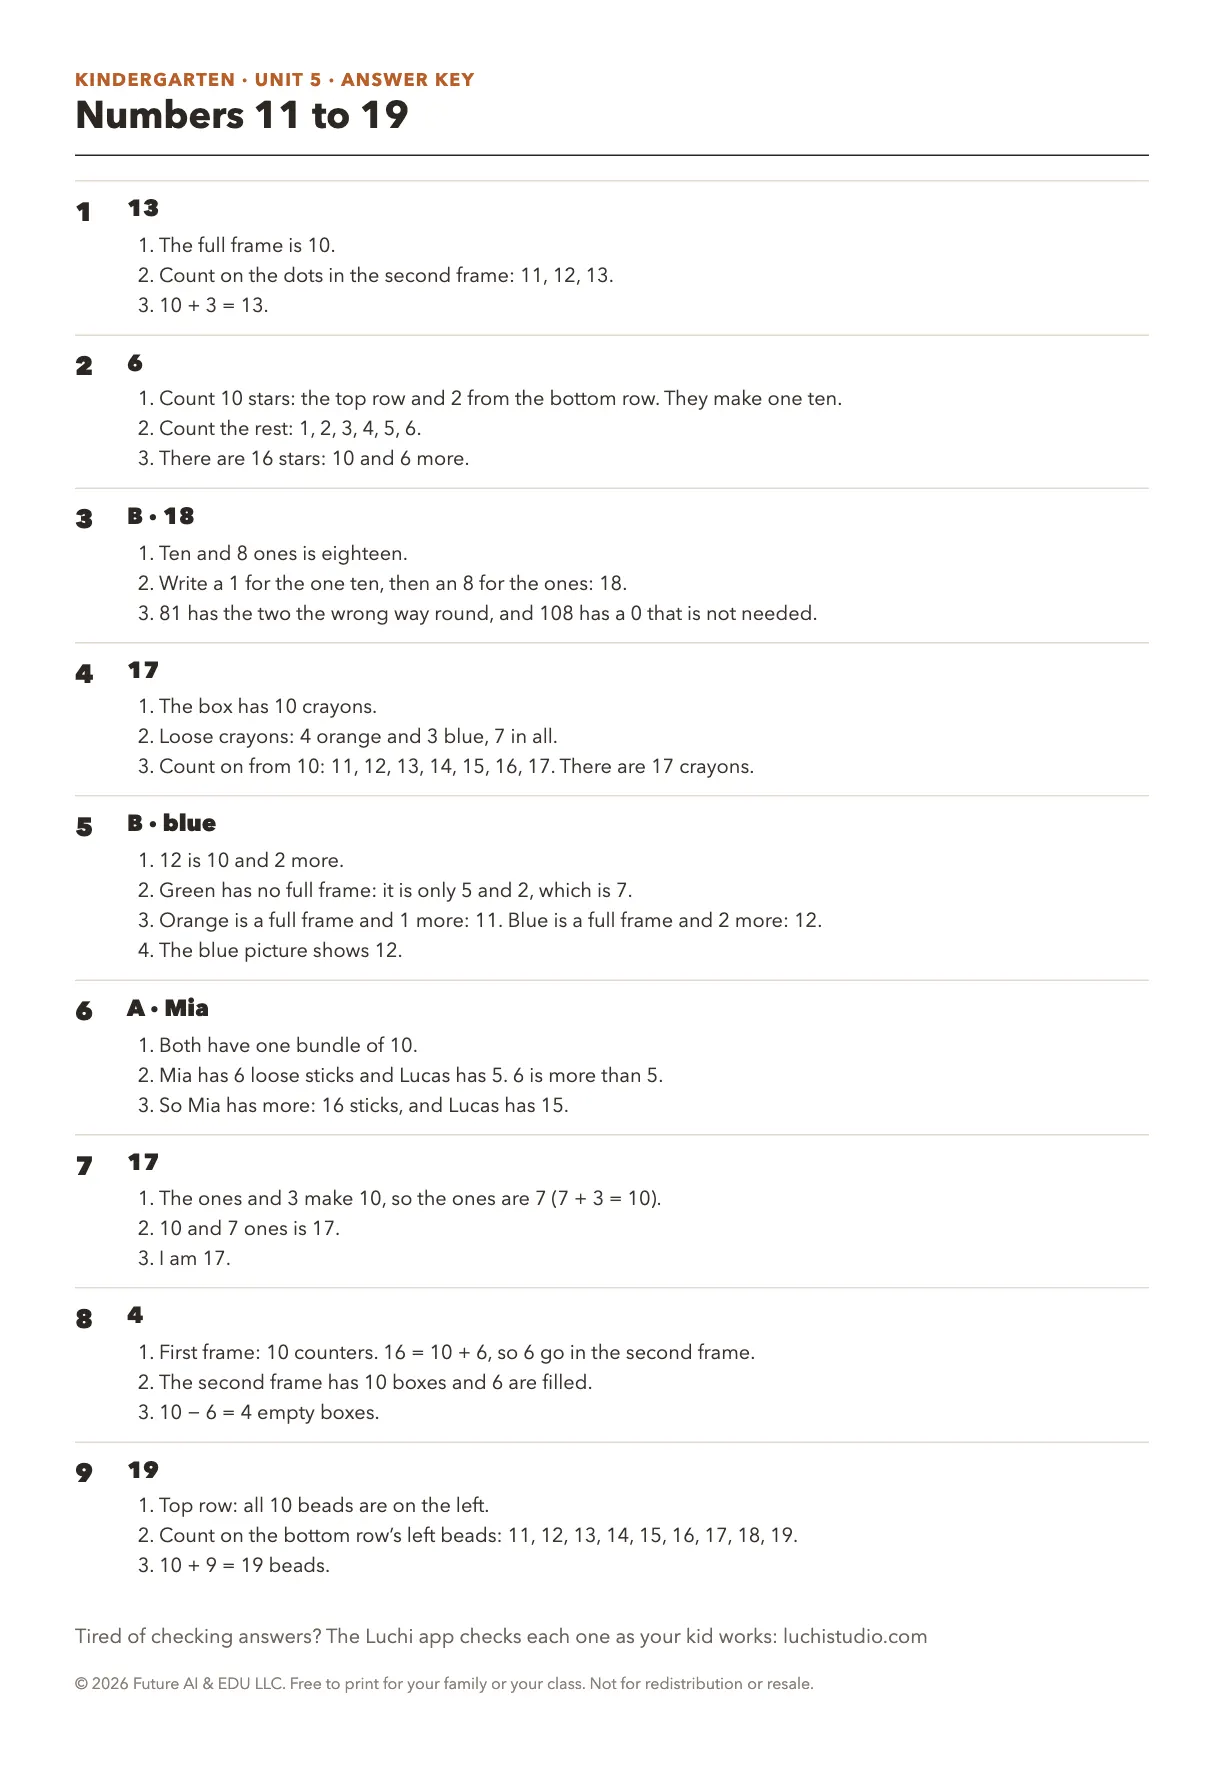 KINDERGARTEN · UNIT 5 · ANSWER KEY
Numbers 11 to 19
1 13
1. The full frame is 10.
2. Count on the dots in the second frame: 11, 12, 13.
3. 10 + 3 = 13.
2 6
1. Count 10 stars: the top row and 2 from the bottom row. They make one ten.
2. Count the rest: 1, 2, 3, 4, 5, 6.
3. There are 16 stars: 10 and 6 more.
3 B · 18
1. Ten and 8 ones is eighteen.
2. Write a 1 for the one ten, then an 8 for the ones: 18.
3. 81 has the two the wrong way round, and 108 has a 0 that is not needed.
4 17
1. The box has 10 crayons.
2. Loose crayons: 4 orange and 3 blue, 7 in all.
3. Count on from 10: 11, 12, 13, 14, 15, 16, 17. There are 17 crayons.
5 B · blue
1. 12 is 10 and 2 more.
2. Green has no full frame: it is only 5 and 2, which is 7.
3. Orange is a full frame and 1 more: 11. Blue is a full frame and 2 more: 12.
4. The blue picture shows 12.
6 A · Mia
1. Both have one bundle of 10.
2. Mia has 6 loose sticks and Lucas has 5. 6 is more than 5.
3. So Mia has more: 16 sticks, and Lucas has 15.
7 17
1. The ones and 3 make 10, so the ones are 7 (7 + 3 = 10).
2. 10 and 7 ones is 17.
3. I am 17.
8 4
1. First frame: 10 counters. 16 = 10 + 6, so 6 go in the second frame.
2. The second frame has 10 boxes and 6 are filled.
3. 10 − 6 = 4 empty boxes.
9 19
1. Top row: all 10 beads are on the left.
2. Count on the bottom row’s left beads: 11, 12, 13, 14, 15, 16, 17, 18, 19.
3. 10 + 9 = 19 beads.
Tired of checking answers? The Luchi app checks each one as your kid works: luchistudio.com
© 2026 Future AI & EDU LLC. Free to print for your family or your class. Not for redistribution or resale.